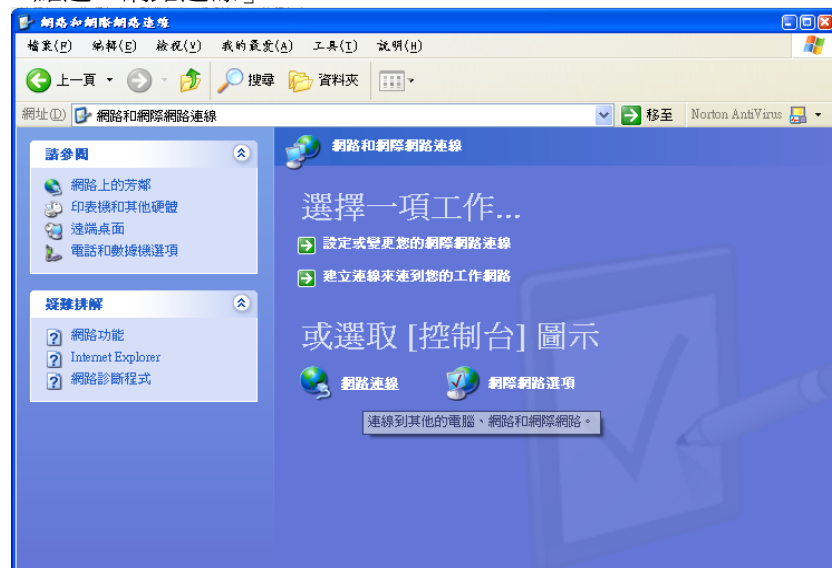 網路和網際網路連線
檔案(F) 編輯(E) 檢視(V) 我的最愛(A) 工具(T) 說明(H)
上一頁 搜尋 資料夾
網址(D) 網路和網際網路連線 移至 Norton AntiVirus
請參閱
網路上的芳鄰
印表機和其他硬體
遠端桌面
電話和數據機選項
疑難排解
網路功能
Internet Explorer
網路診斷程式
網路和網際網路連線
選擇一項工作...
設定或變更您的網際網路連線
建立連線來連到您的工作網路
或選取 [控制台] 圖示
網路連線 網際網路選項
連線到其他的電腦、網路和網際網路。